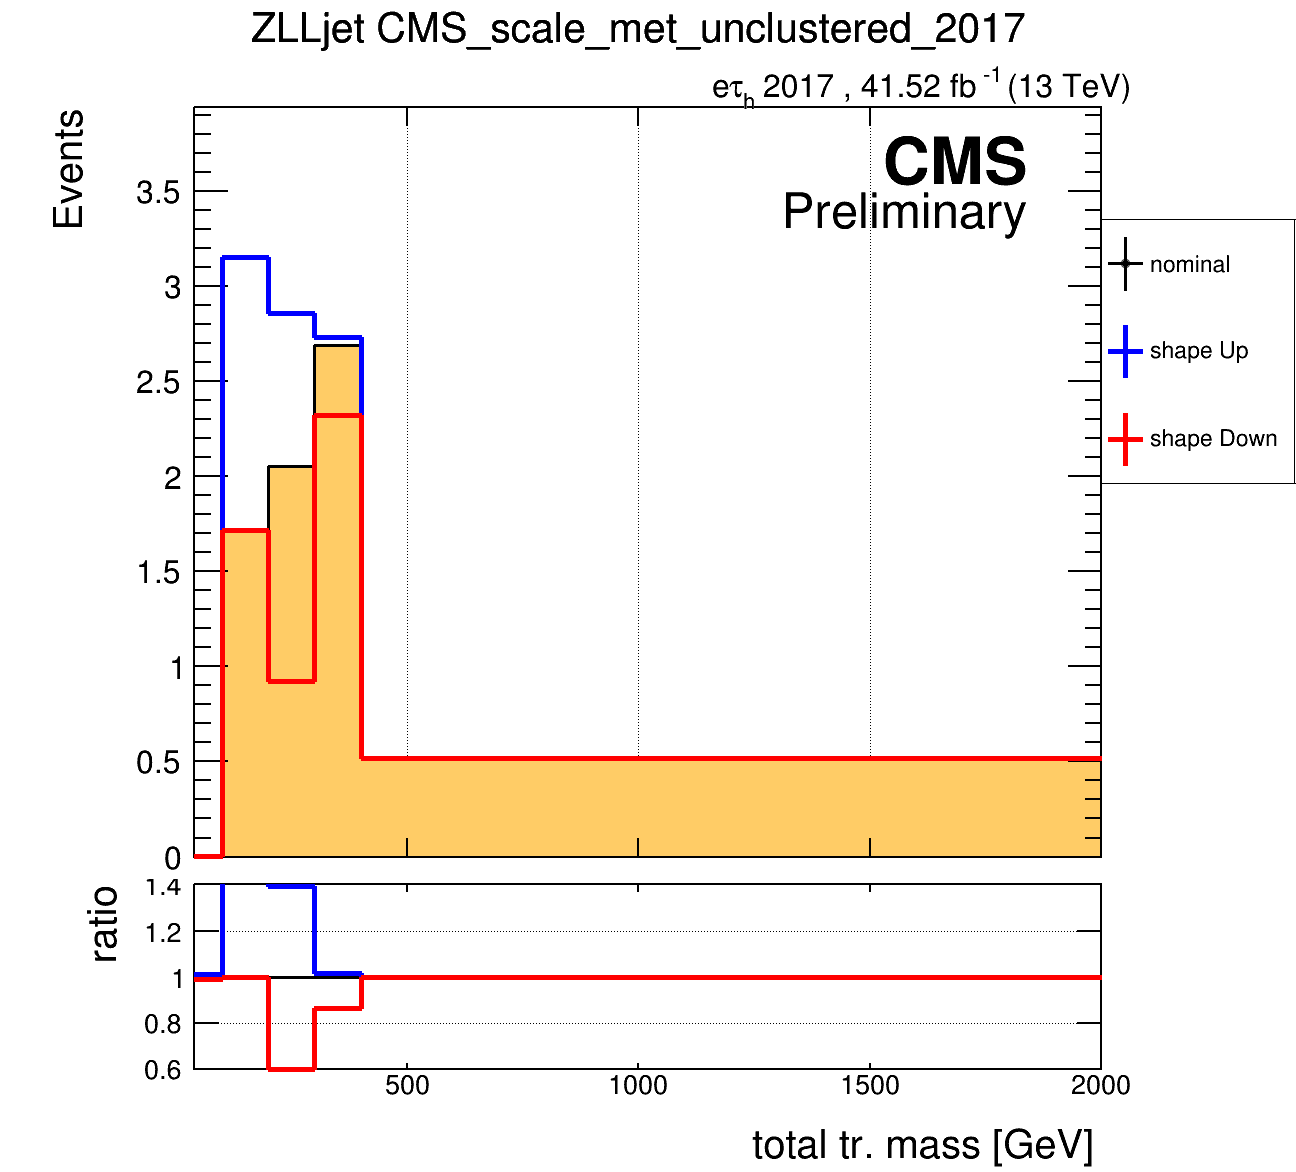 ZLLjet CMS_scale_met_unclustered_2017
eτh 2017 , 41.52 fb -1 (13 TeV)
Events
CMS
Preliminary
3.5
3
2.5
2
1.5
1
0.5
0
nominal
shape Up
shape Down
ratio
1.4
1.2
1
0.8
0.6
500 1000 1500 2000
total tr. mass [GeV]